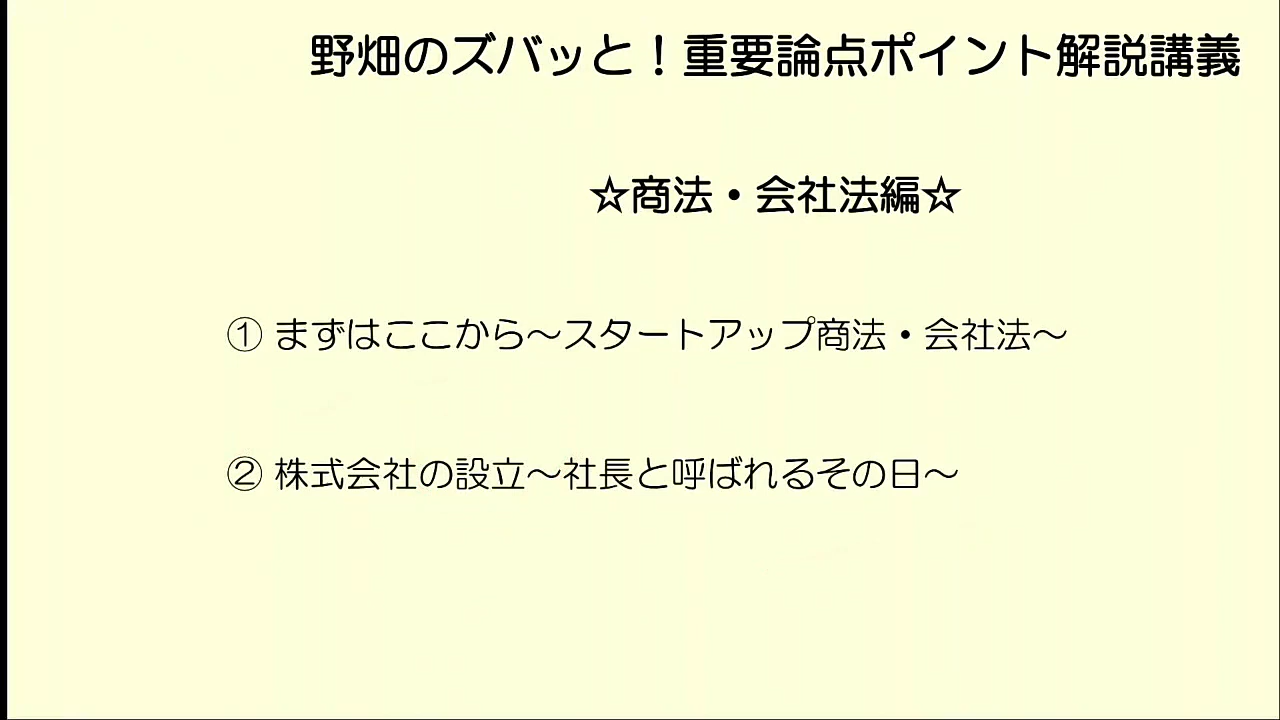 野畑のズバッと！重要論点ポイント解説講義
☆商法・会社法編☆
① まずはここから～スタートアップ商法・会社法～
② 株式会社の設立～社長と呼ばれるその日～